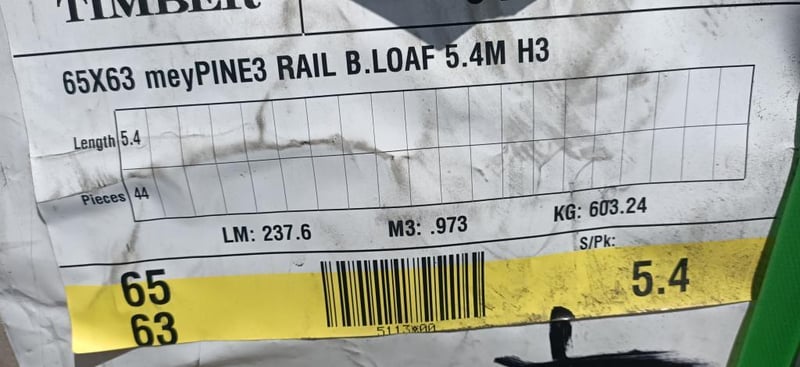 TIMBER
65X63 meyPINE3 RAIL B.LOAF 5.4M H3
Length 5.4
Pieces 44
LM: 237.6 M3: .973 KG: 603.24
S/Pk:
65 5.4
63